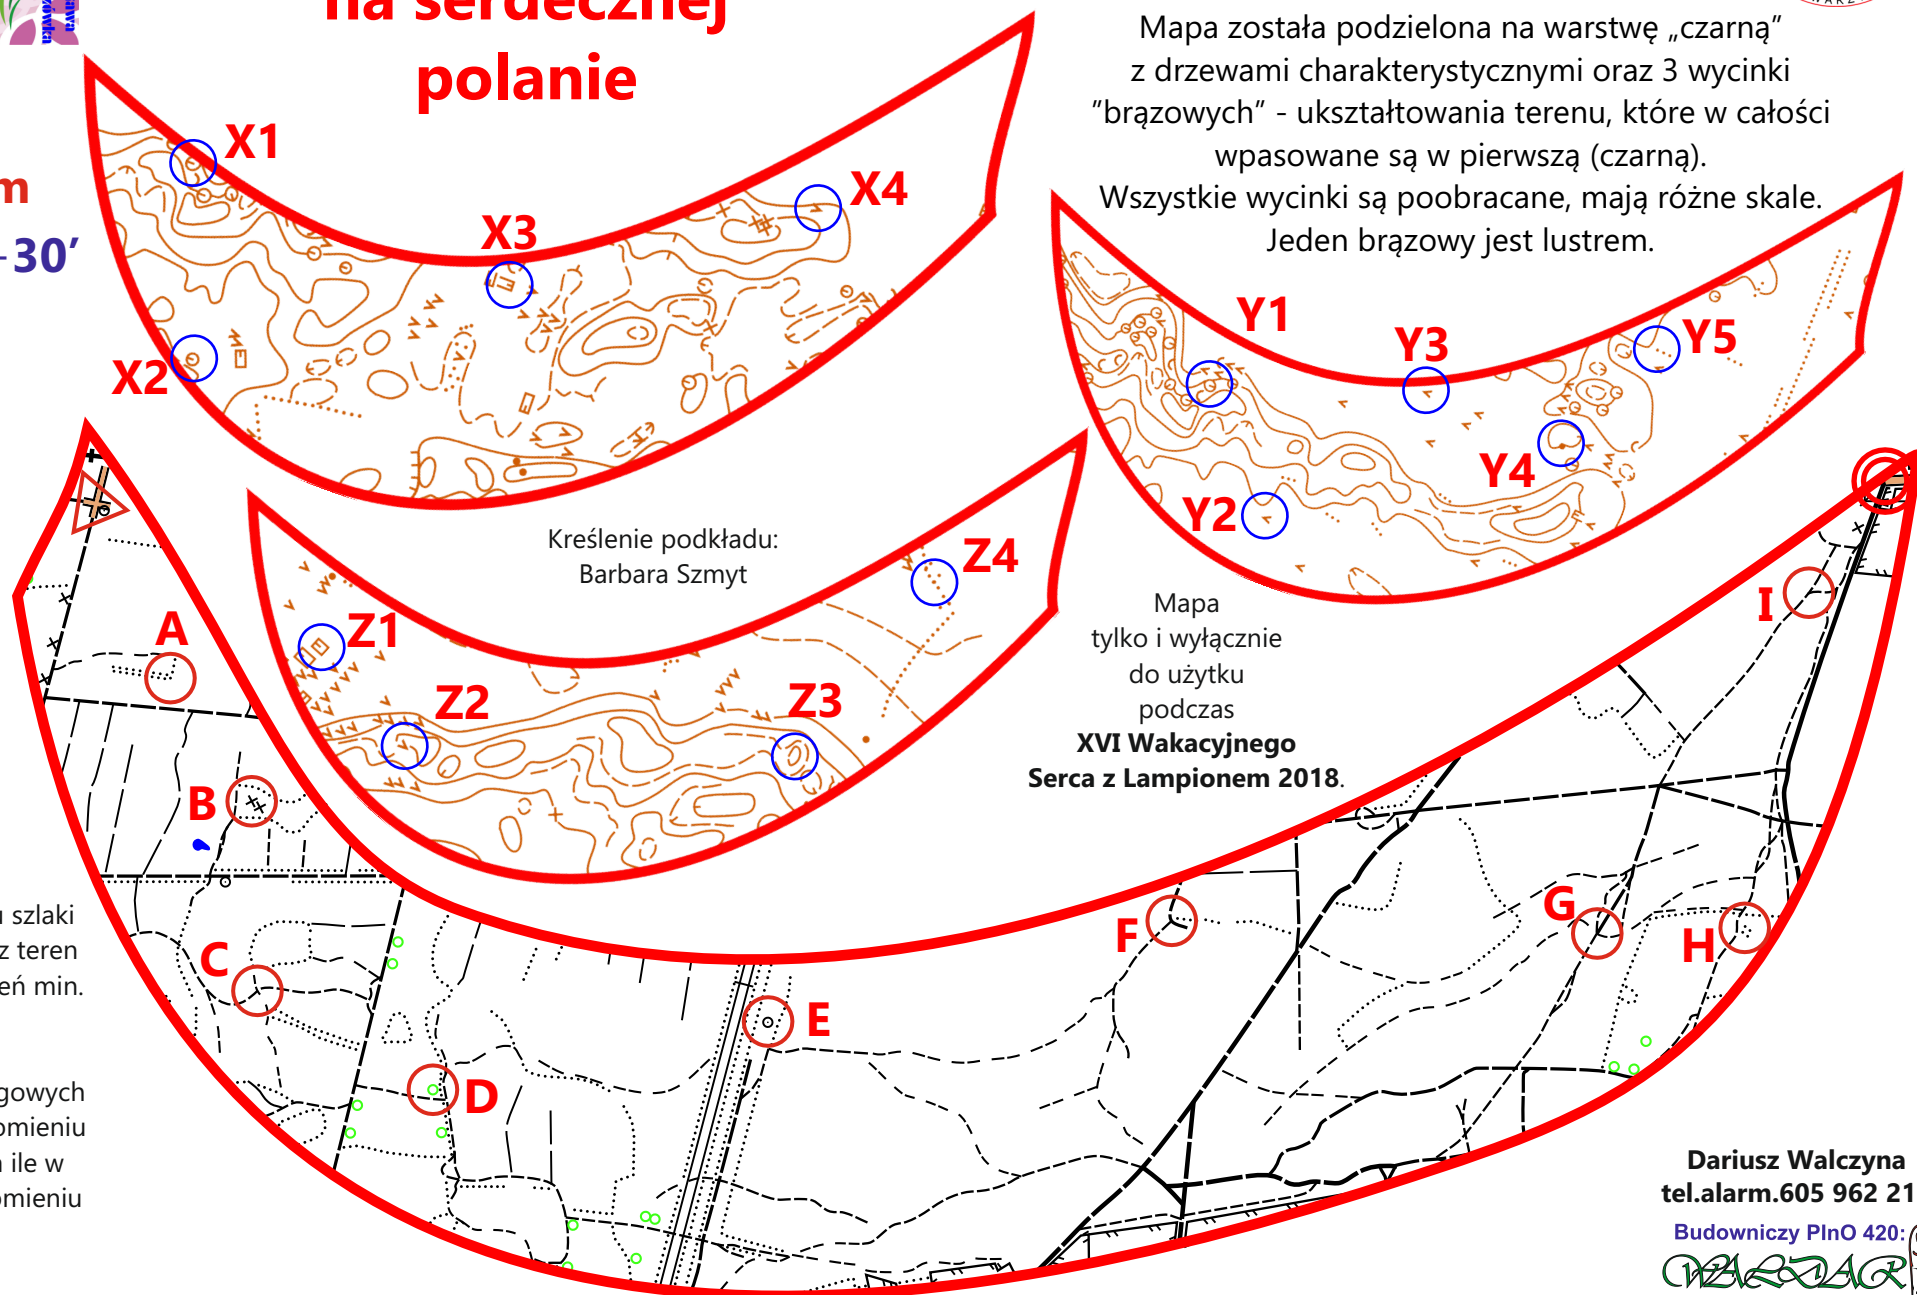 na serdecznej
polanie
Mapa została podzielona na warstwę „czarną”
z drzewami charakterystycznymi oraz 3 wycinki
”brązowych” - ukształtowania terenu, które w całości
wpasowane są w pierwszą (czarną).
Wszystkie wycinki są poobracane, mają różne skale.
Jeden brązowy jest lustrem.
m
-30’
X1
X2
X3
X4
Y1
Y2
Y3
Y4
Y5
Kreślenie podkładu:
Barbara Szmyt
Z1
Z2
Z3
Z4
Mapa
tylko i wyłącznie
do użytku
podczas
XVI Wakacyjnego
Serca z Lampionem 2018.
A
B
C
D
E
F
G
H
I
szlaki
z teren
eń min.
gowych
omieniu
ile w
omieniu
Dariusz Walczyna
tel.alarm.605 962 21
Budowniczy PInO 420:
WALDAR